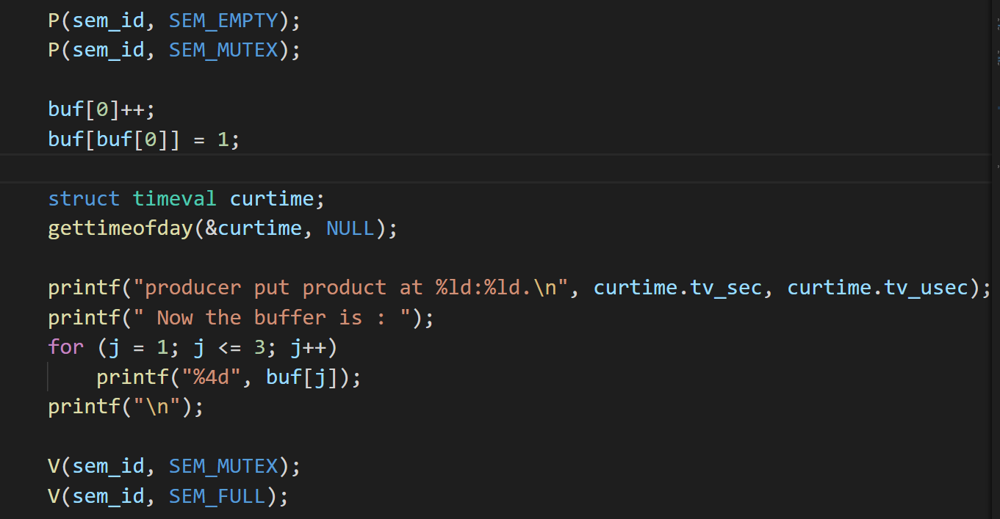 P(sem_id, SEM_EMPTY);
P(sem_id, SEM_MUTEX);
buf[0]++;
buf[buf[0]] = 1;
struct timeval curtime;
gettimeofday(&curtime, NULL);
printf("producer put product at %ld:%ld.\n", curtime.tv_sec, curtime.tv_usec);
printf(" Now the buffer is : ");
for (j = 1; j <= 3; j++)
printf("%4d", buf[j]);
printf("\n");
V(sem_id, SEM_MUTEX);
V(sem_id, SEM_FULL);